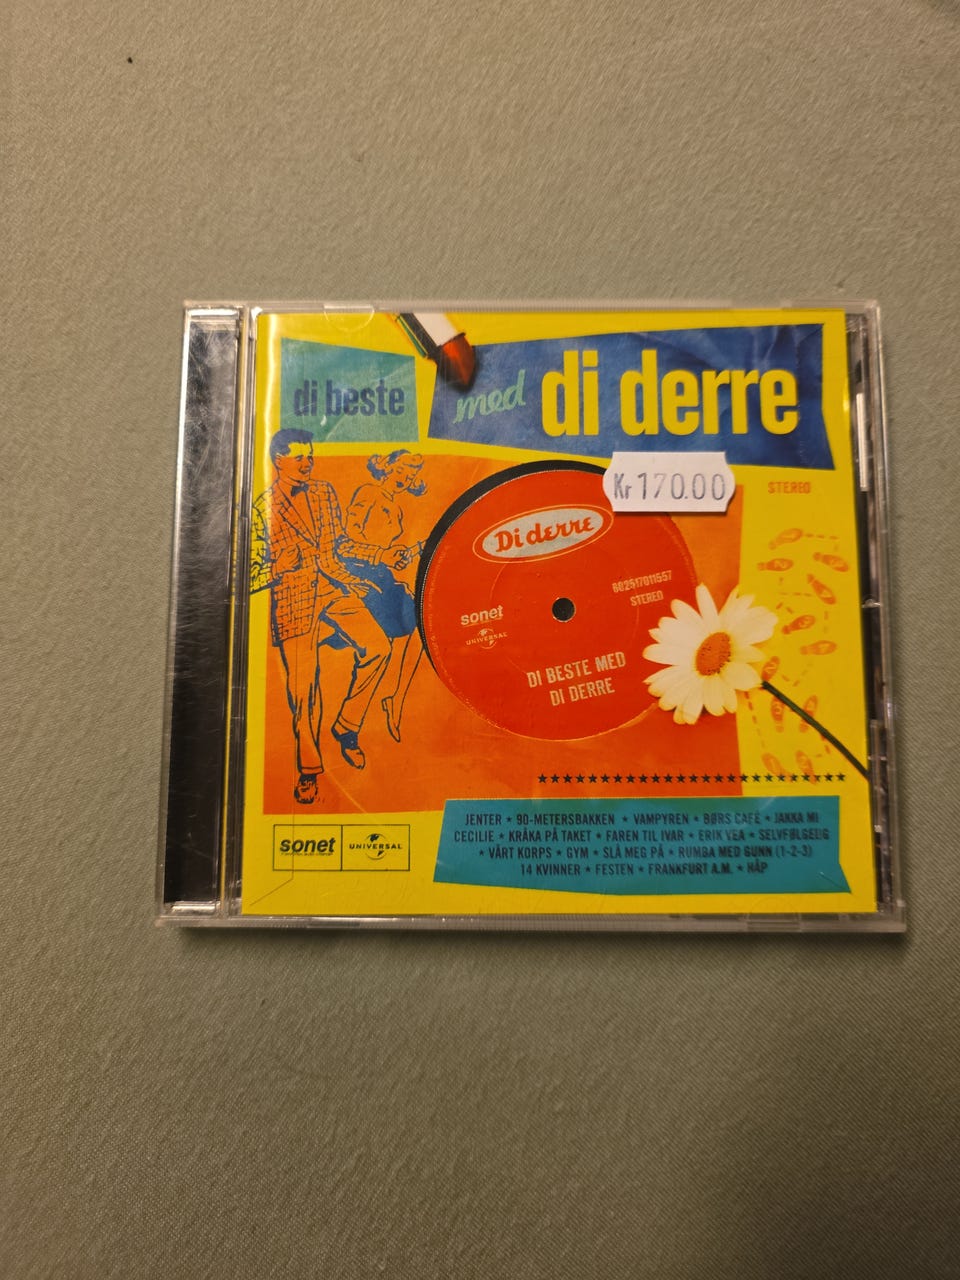 di beste
med di derre
Kr 170.00
STEREO
Di derre
602517011557
STEREO
sonet
UNIVERSAL
DI BESTE MED
DI DERRE
★★★★★★★★★★★★★★★★★★★★★★★★★★★★
JENTER ★ 90-METERSBAKKEN ★ VAMPYREN ★ BØRS CAFÉ ★ JAKKA MI
CECILIE ★ KRÅKA PÅ TAKET ★ FAREN TIL IVAR ★ ERIK VEA ★ SELVFØLGELIG
★ VÅRT KORPS ★ GYM ★ SLÅ MEG PÅ ★ RUMBA MED GUNN (1-2-3)
14 KVINNER ★ FESTEN ★ FRANKFURT A.M. ★ HÅP
sonet
UNIVERSAL